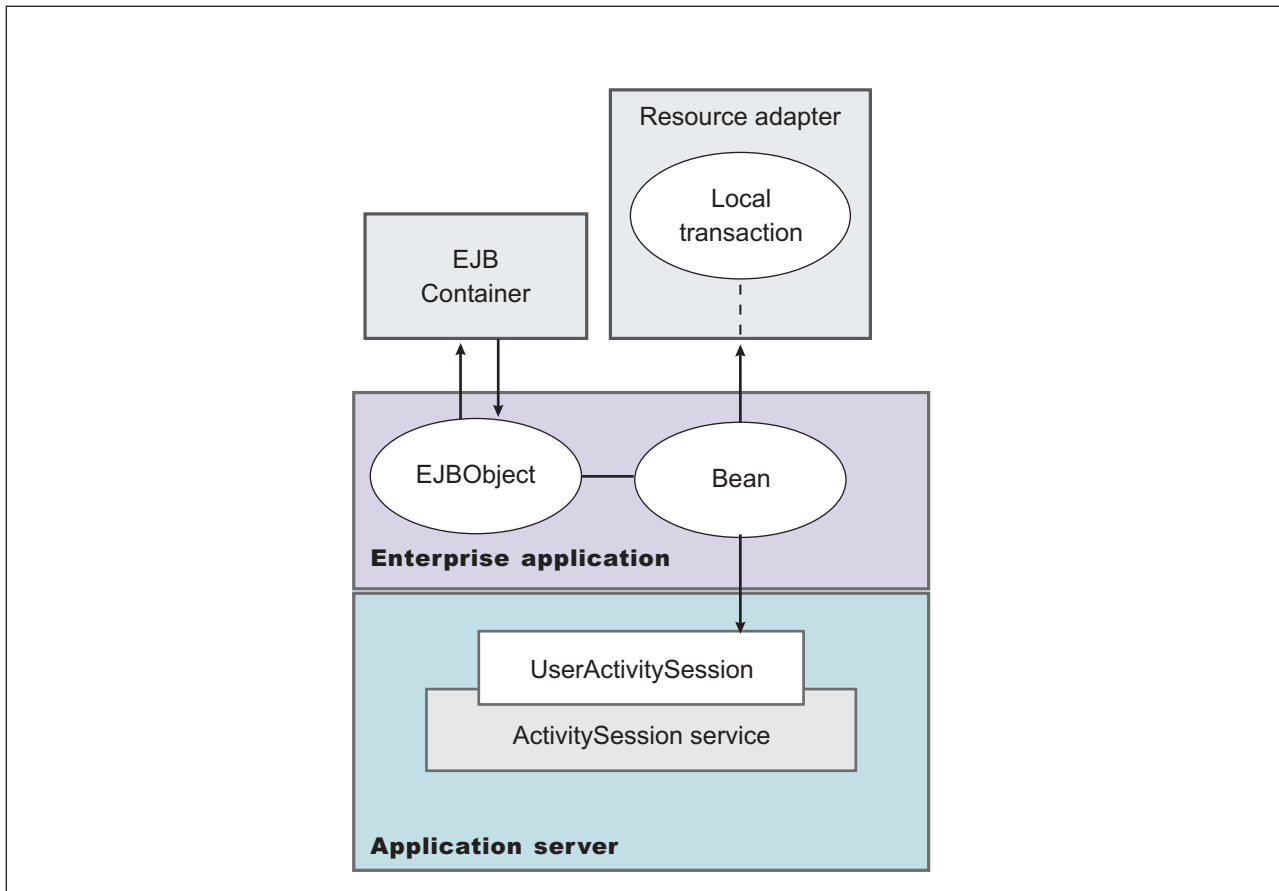 Resource adapter
Local
transaction
EJB
Container
EJBObject
Bean
Enterprise application
UserActivitySession
ActivitySession service
Application server